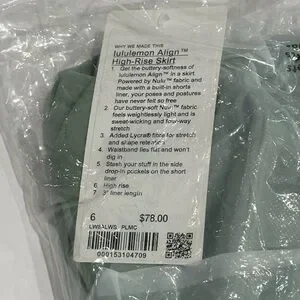 WHY WE MADE THIS
lululemon Align™
High-Rise Skirt
1. Get the buttery-softness of
lululemon Align™ in a skirt.
Powered by Nulu™ fabric and
made with a built-in shorts
liner, your poses and postures
have never felt so free
2. Our buttery-soft Nulu™ fabric
feels weightlessly light and is
sweat-wicking and four-way
stretch
3. Added Lycra® fibre for stretch
and shape retention
4. Waistband lies flat and won't
dig in
5. Stash your stuff in the side
drop-in pockets on the short
liner
6. High rise
7. 3" liner length
6 $78.00
PLMC
000153104709